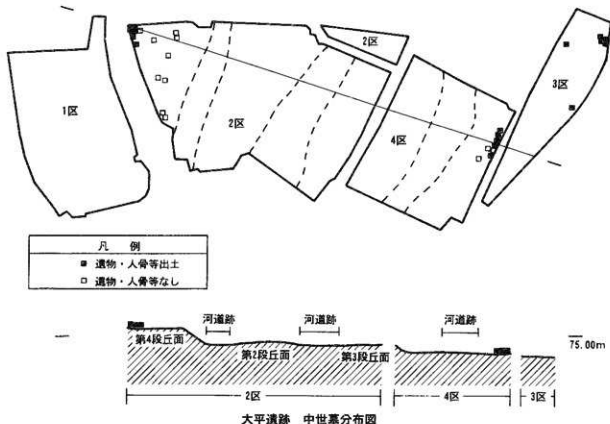 1区
2区
2区
4区
3区
凡　例
■ 遺物・人骨等出土
□ 遺物・人骨等なし
河道跡
河道跡
河道跡
第4段丘面
第2段丘面
第3段丘面
75.00m
2区
4区
3区
大平遺跡　中世墓分布図